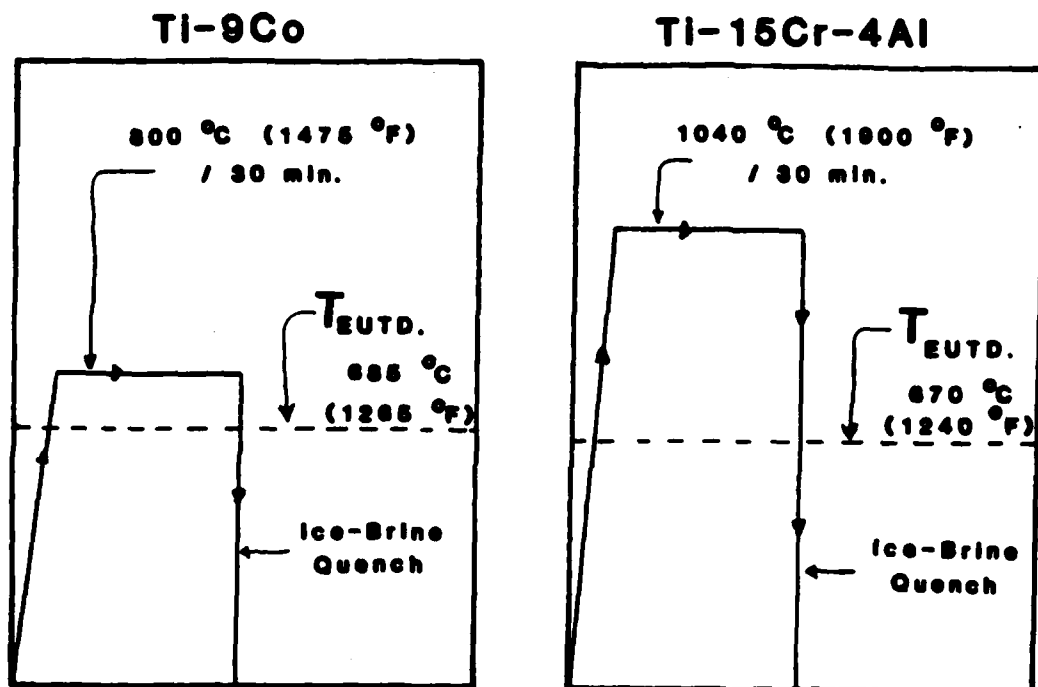 Ti-9Co
800 °C (1475 °F)
/ 30 min.
TEUTD.
685 °C
(1265 °F)
Ice-Brine
Quench
Ti-15Cr-4Al
1040 °C (1900 °F)
/ 30 min.
TEUTD.
670 °C
(1240 °F)
Ice-Brine
Quench